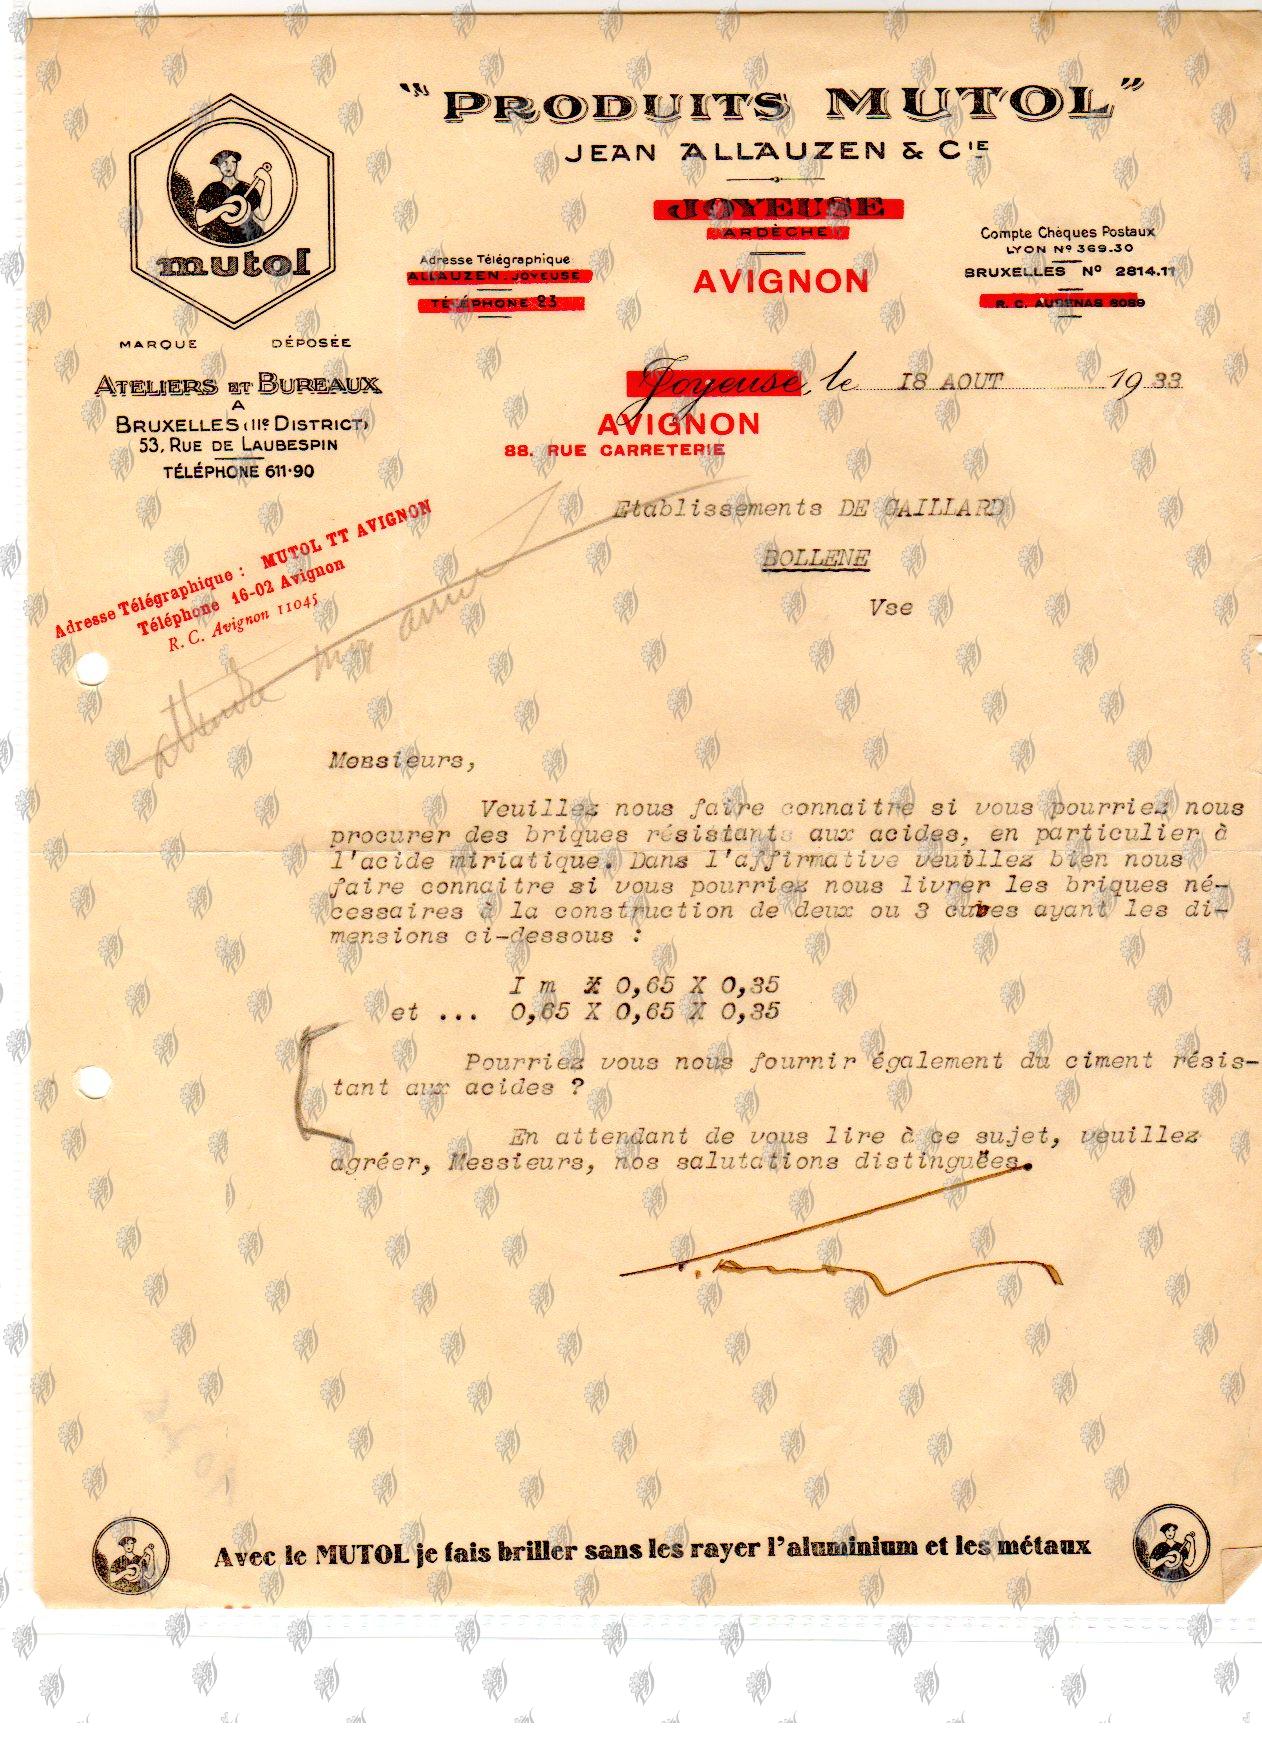 "PRODUITS MUTOL"
JEAN ALLAUZEN & CIE
JOYEUSE
ARDÈCHE
AVIGNON
mutol
MARQUE DÉPOSÉE
ATELIERS ET BUREAUX
A
BRUXELLES (IIe DISTRICT)
53, RUE DE LAUBESPIN
TÉLÉPHONE 611·90
Adresse Télégraphique
ALLAUZEN-JOYEUSE
TÉLÉPHONE 23
Compte Chèques Postaux
LYON No 369.30
BRUXELLES No 2814.11
R. C. AUBENAS 8089
Joyeuse, le 18 AOUT 1933
AVIGNON
88, RUE CARRETERIE
Adresse Télégraphique : MUTOL TT AVIGNON
Téléphone 16-02 Avignon
R. C. Avignon 11045
Etablissements DE GAILLARD
BOLLENE
Vse
attendre mon
Messieurs,
Veuillez nous faire connaitre si vous pourriez nous
procurer des briques résistants aux acides, en particulier à
l'acide miriatique. Dans l'affirmative veuillez bien nous
faire connaitre si vous pourriez nous livrer les briques né-
cessaires à la construction de deux ou 3 cuves ayant les di-
mensions ci-dessous :
I m X 0,65 X 0,35
et ... 0,65 X 0,65 X 0,35
Pourriez vous nous fournir également du ciment résis-
tant aux acides ?
En attendant de vous lire à ce sujet, veuillez
agréer, Messieurs, nos salutations distinguées.
Avec le MUTOL je fais briller sans les rayer l'aluminium et les métaux